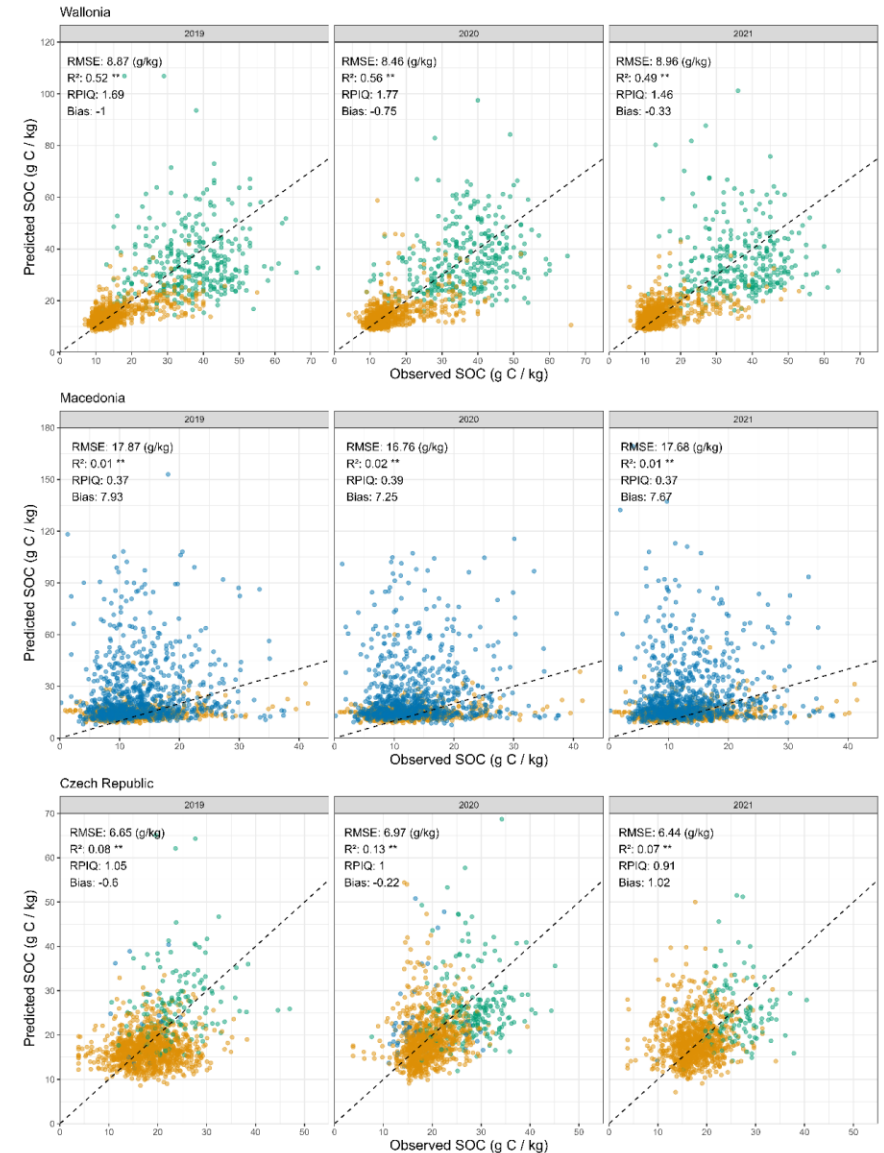 Wallonia
2019 2020 2021
RMSE: 8.87 (g/kg) RMSE: 8.46 (g/kg) RMSE: 8.96 (g/kg)
R²: 0.52 ** R²: 0.56 ** R²: 0.49 **
RPIQ: 1.69 RPIQ: 1.77 RPIQ: 1.46
Bias: -1 Bias: -0.75 Bias: -0.33
120
100
80
60
40
20
0
Predicted SOC (g C / kg)
0 10 20 30 40 50 60 70 0 10 20 30 40 50 60 70 0 10 20 30 40 50 60 70
Observed SOC (g C / kg)
Macedonia
2019 2020 2021
RMSE: 17.87 (g/kg) RMSE: 16.76 (g/kg) RMSE: 17.68 (g/kg)
R²: 0.01 ** R²: 0.02 ** R²: 0.01 **
RPIQ: 0.37 RPIQ: 0.39 RPIQ: 0.37
Bias: 7.93 Bias: 7.25 Bias: 7.67
180
150
120
90
60
30
0
Predicted SOC (g C / kg)
0 10 20 30 40 0 10 20 30 40 0 10 20 30 40
Observed SOC (g C / kg)
Czech Republic
2019 2020 2021
RMSE: 6.65 (g/kg) RMSE: 6.97 (g/kg) RMSE: 6.44 (g/kg)
R²: 0.08 ** R²: 0.13 ** R²: 0.07 **
RPIQ: 1.05 RPIQ: 1 RPIQ: 0.91
Bias: -0.6 Bias: -0.22 Bias: 1.02
70
60
50
40
30
20
10
0
Predicted SOC (g C / kg)
0 10 20 30 40 50 0 10 20 30 40 50 0 10 20 30 40 50
Observed SOC (g C / kg)